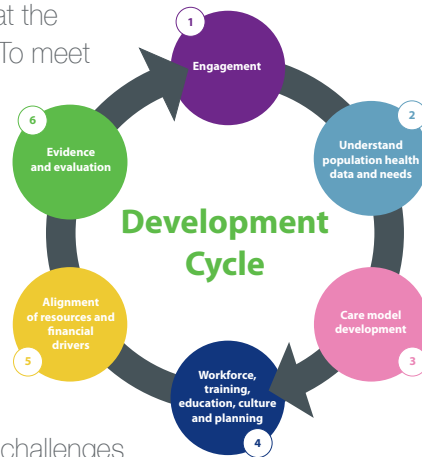 at the
To meet
1
Engagement
2
Understand
population health
data and needs
Care model
development
3
Workforce,
training,
education, culture
and planning
4
Alignment
of resources and
financial
drivers
5
6
Evidence
and evaluation
Development
Cycle
challenges